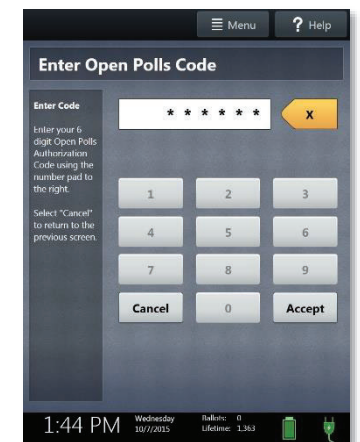 ☰ Menu ? Help
Enter Open Polls Code
Enter Code
Enter your 6
digit Open Polls
Authorization
Code using the
number pad to
the right.
Select "Cancel"
to return to the
previous screen.
* * * * * *
X
1 2 3
4 5 6
7 8 9
Cancel 0 Accept
1:44 PM
Wednesday
10/7/2015
Ballots: 0
Lifetime: 1,363